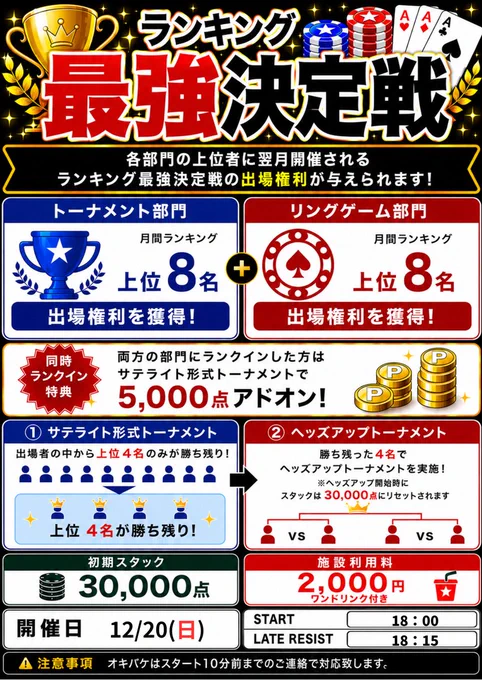 ランキング
最強決定戦
各部門の上位者に翌月開催される
ランキング最強決定戦の出場権利が与えられます!
トーナメント部門
月間ランキング
上位8名
出場権利を獲得!
+
リングゲーム部門
月間ランキング
上位8名
出場権利を獲得!
同時
ランクイン
特典
両方の部門にランクインした方は
サテライト形式トーナメントで
5,000点アドオン!
① サテライト形式トーナメント
出場者の中から上位4名のみが勝ち残り!
上位 4名が勝ち残り!
② ヘッズアップトーナメント
勝ち残った4名で
ヘッズアップトーナメントを実施!
※ヘッズアップ開始時に
スタックは 30,000点にリセットされます
VS
VS
初期スタック
30,000点
施設利用料
2,000円
ワンドリンク付き
開催日 12/20(日)
START 18:00
LATE RESIST 18:15
注意事項 オキバケはスタート10分前までのご連絡で対応致します。
A
A
A
P
P
P